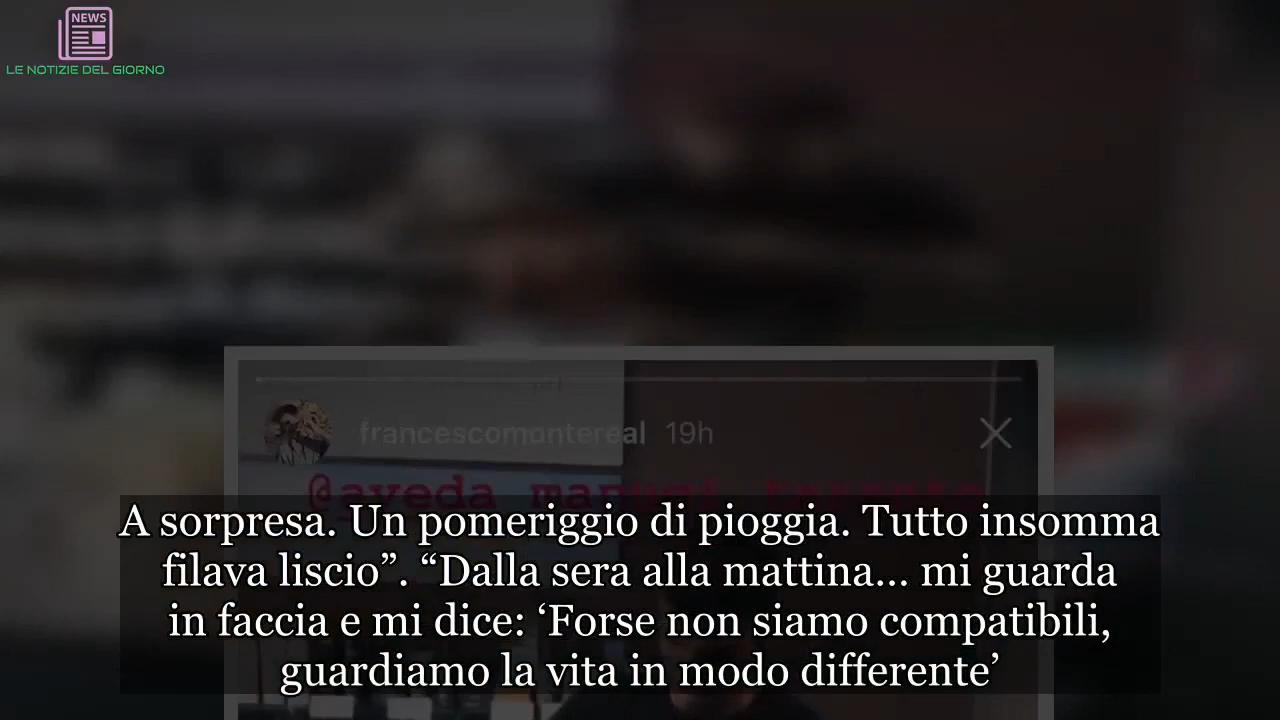 NEWS
LE NOTIZIE DEL GIORNO
francescomontereal 19h
A sorpresa. Un pomeriggio di pioggia. Tutto insomma
filava liscio”. “Dalla sera alla mattina... mi guarda
in faccia e mi dice: ‘Forse non siamo compatibili,
guardiamo la vita in modo differente’